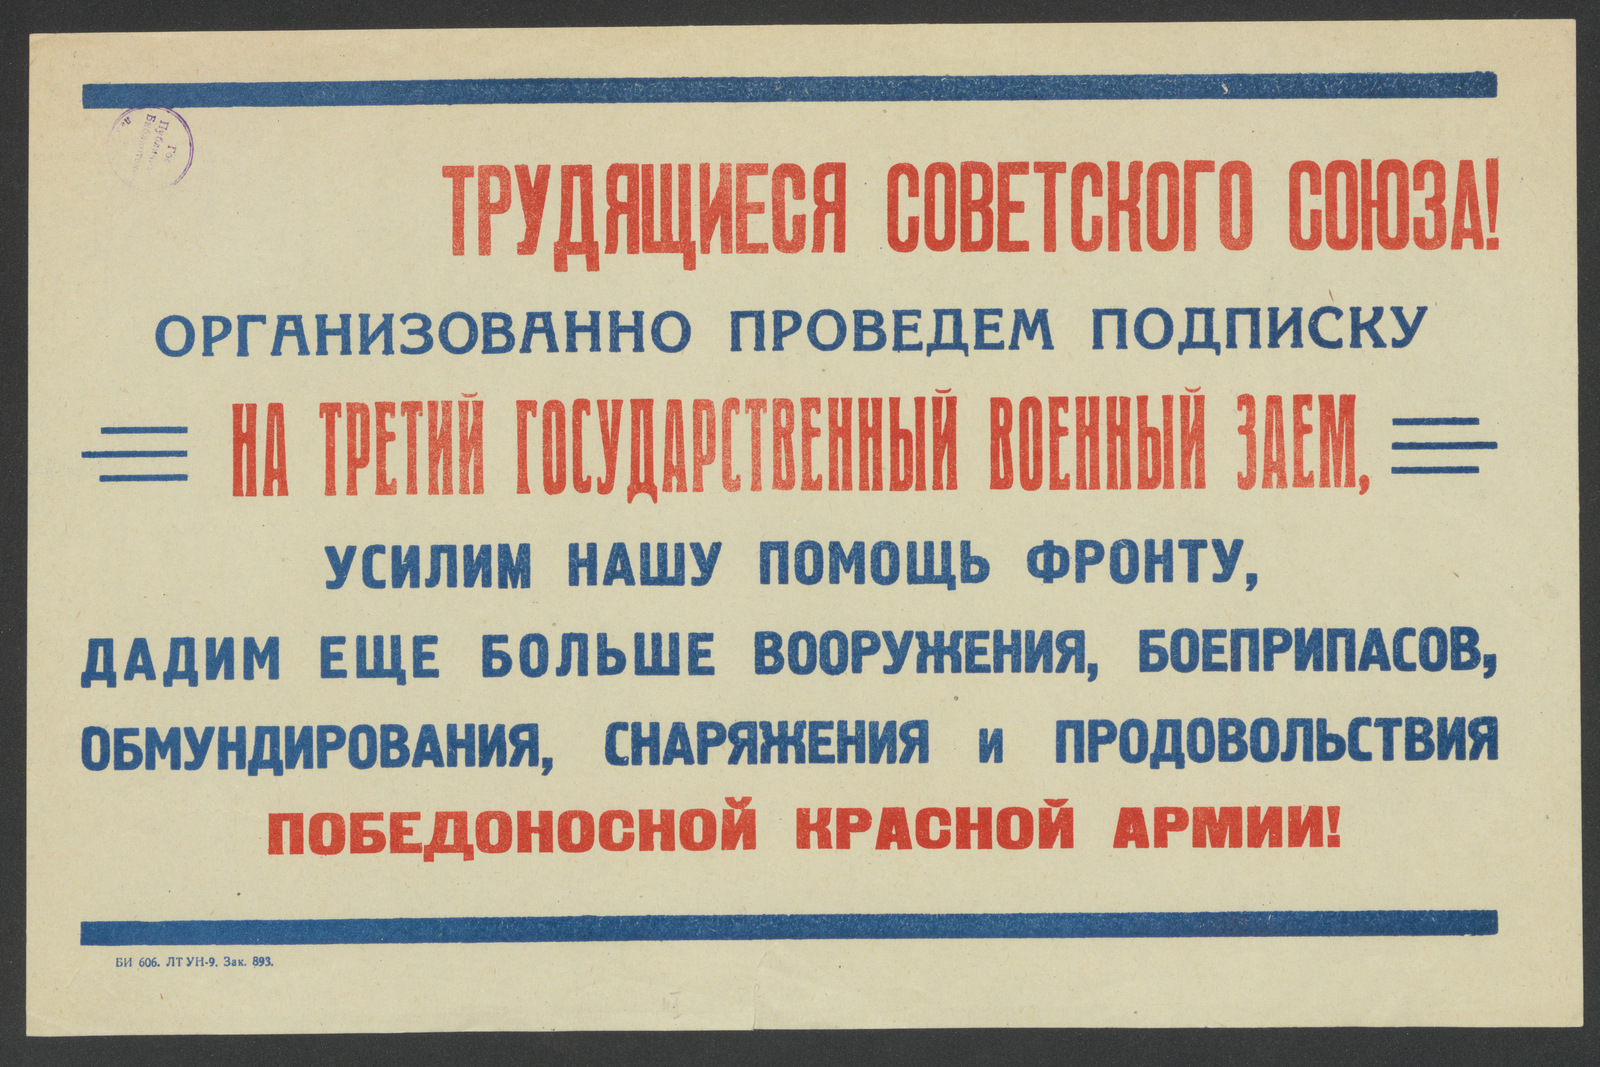 Гос.
ТРУДЯЩИЕСЯ СОВЕТСКОГО СОЮЗА!
ОРГАНИЗОВАННО ПРОВЕДЕМ ПОДПИСКУ
НА ТРЕТИЙ ГОСУДАРСТВЕННЫЙ ВОЕННЫЙ ЗАЕМ,
УСИЛИМ НАШУ ПОМОЩЬ ФРОНТУ,
ДАДИМ ЕЩЕ БОЛЬШЕ ВООРУЖЕНИЯ, БОЕПРИПАСОВ,
ОБМУНДИРОВАНИЯ, СНАРЯЖЕНИЯ и ПРОДОВОЛЬСТВИЯ
ПОБЕДОНОСНОЙ КРАСНОЙ АРМИИ!
БИ 606. ЛТ УН-9. Зак. 893.